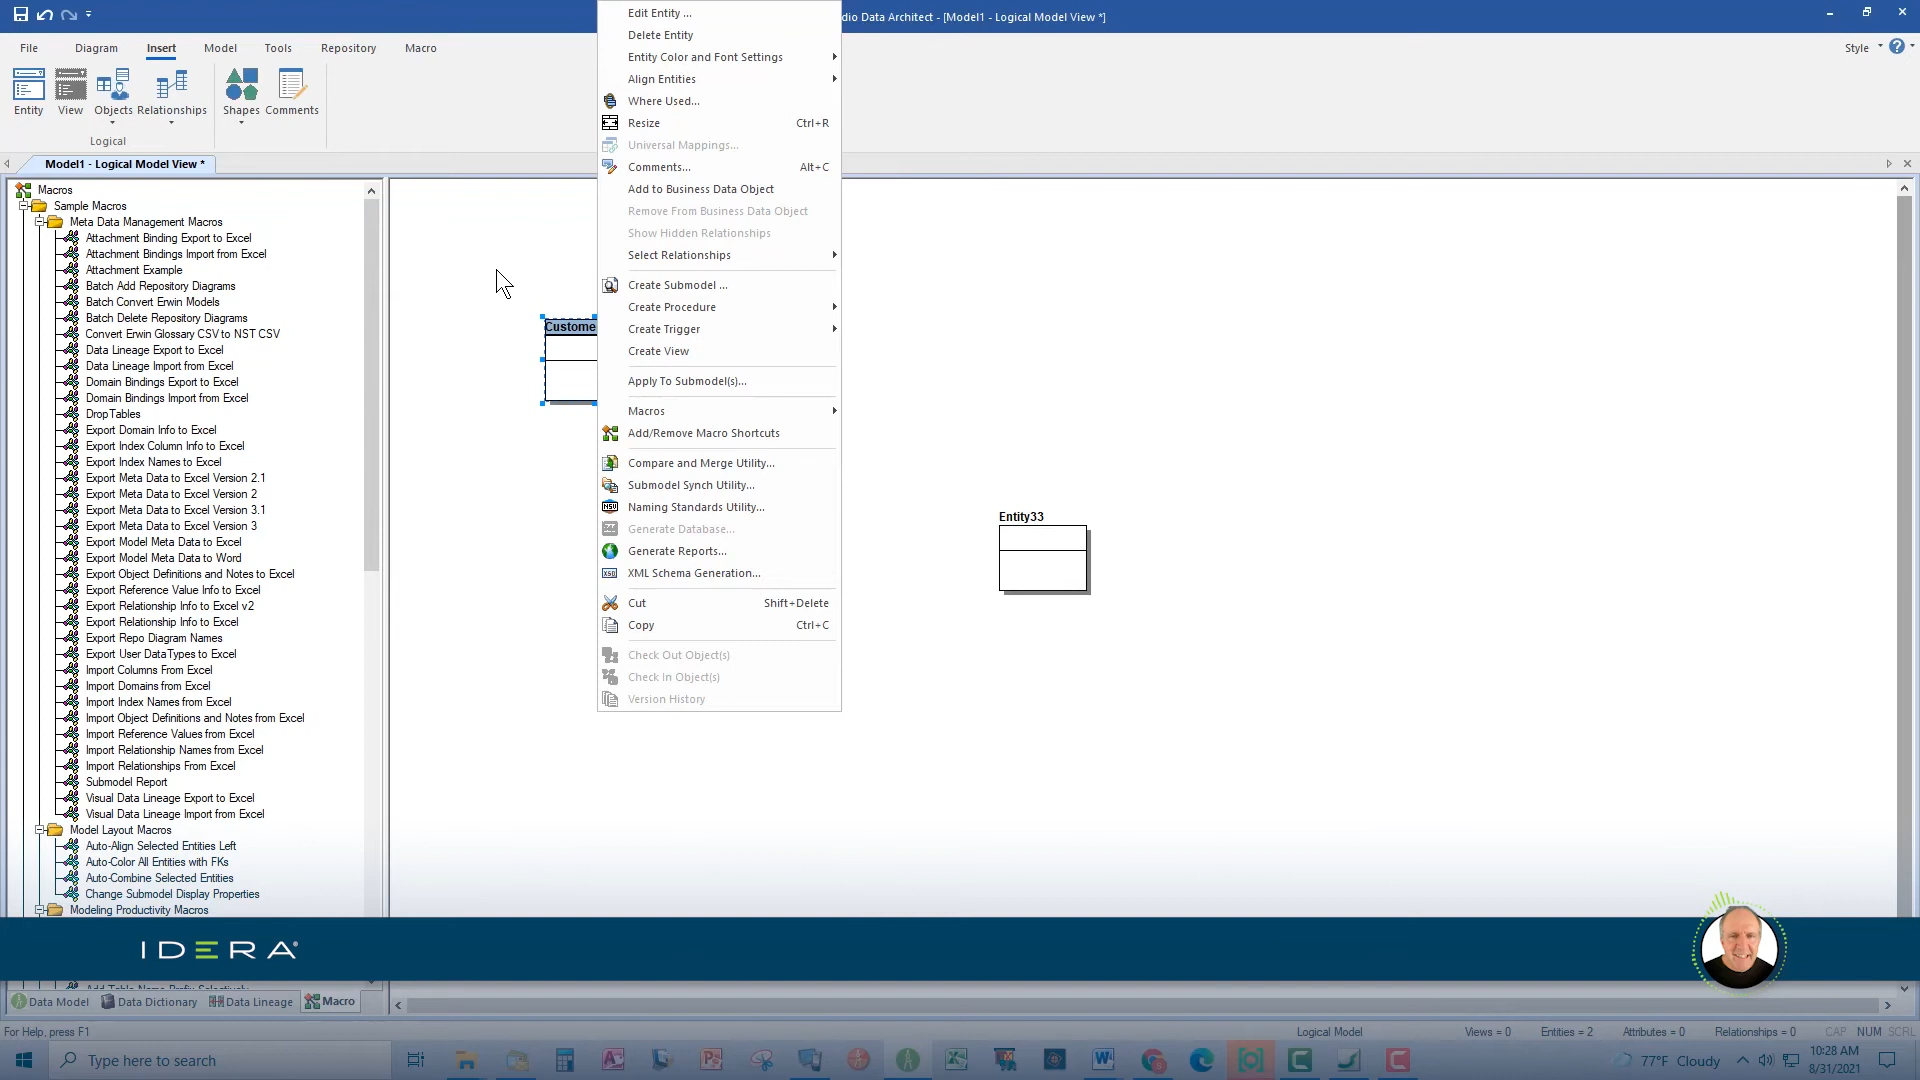 dio Data Architect - [Model1 - Logical Model View *]
File Diagram Insert Model Tools Repository Macro
Style
Entity View Objects Relationships Shapes Comments
Logical
Model1 - Logical Model View *
Macros
Sample Macros
Meta Data Management Macros
Attachment Binding Export to Excel
Attachment Bindings Import from Excel
Attachment Example
Batch Add Repository Diagrams
Batch Convert Erwin Models
Batch Delete Repository Diagrams
Convert Erwin Glossary CSV to NST CSV
Data Lineage Export to Excel
Data Lineage Import from Excel
Domain Bindings Export to Excel
Domain Bindings Import from Excel
Drop Tables
Export Domain Info to Excel
Export Index Column Info to Excel
Export Index Names to Excel
Export Meta Data to Excel Version 2.1
Export Meta Data to Excel Version 2
Export Meta Data to Excel Version 3.1
Export Meta Data to Excel Version 3
Export Model Meta Data to Excel
Export Model Meta Data to Word
Export Object Definitions and Notes to Excel
Export Reference Value Info to Excel
Export Relationship Info to Excel v2
Export Relationship Info to Excel
Export Repo Diagram Names
Export User DataTypes to Excel
Import Columns From Excel
Import Domains from Excel
Import Index Names from Excel
Import Object Definitions and Notes from Excel
Import Reference Values from Excel
Import Relationship Names from Excel
Import Relationships From Excel
Submodel Report
Visual Data Lineage Export to Excel
Visual Data Lineage Import from Excel
Model Layout Macros
Auto-Align Selected Entities Left
Auto-Color All Entities with FKs
Auto-Combine Selected Entities
Change Submodel Display Properties
Modeling Productivity Macros
Add Table Name Prefix Selectively
Edit Entity ...
Delete Entity
Entity Color and Font Settings
Align Entities
Where Used...
Resize Ctrl+R
Universal Mappings...
Comments... Alt+C
Add to Business Data Object
Remove From Business Data Object
Show Hidden Relationships
Select Relationships
Create Submodel ...
Create Procedure
Create Trigger
Create View
Apply To Submodel(s)...
Macros
Add/Remove Macro Shortcuts
Compare and Merge Utility...
Submodel Synch Utility...
Naming Standards Utility...
Generate Database...
Generate Reports...
XML Schema Generation...
Cut Shift+Delete
Copy Ctrl+C
Check Out Object(s)
Check In Object(s)
Version History
Custome
Entity33
IDERA
Data Model Data Dictionary Data Lineage Macro
For Help, press F1
Logical Model Views = 0 Entities = 2 Attributes = 0 Relationships = 0 CAP NUM SCRL
Type here to search
77°F Cloudy
10:28 AM
8/31/2021